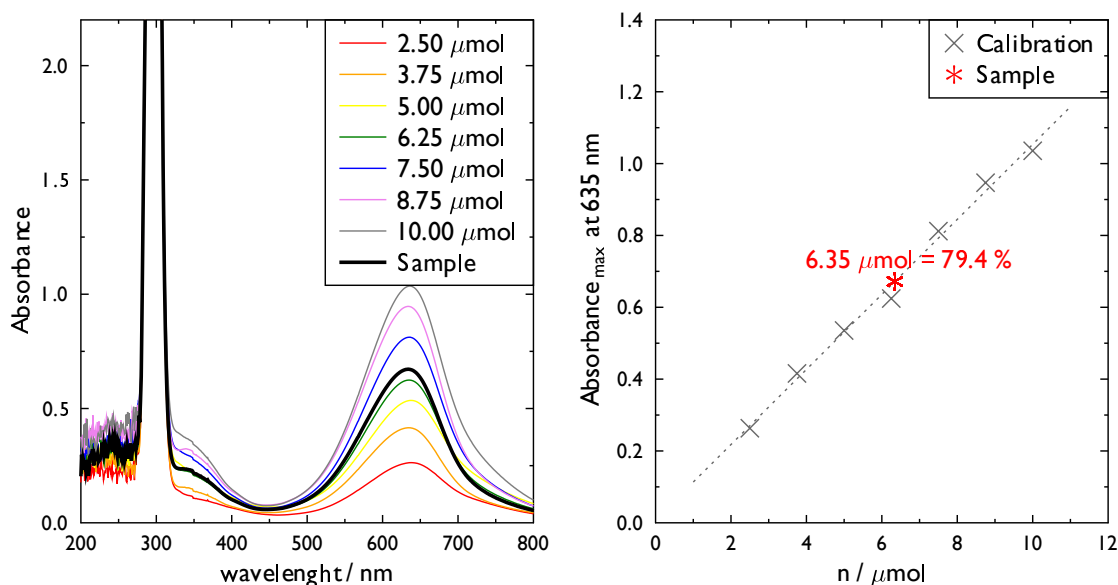 2.0
1.5
1.0
0.5
0.0
Absorbance
200 300 400 500 600 700 800
wavelenght / nm
2.50 μmol
3.75 μmol
5.00 μmol
6.25 μmol
7.50 μmol
8.75 μmol
10.00 μmol
Sample
1.4
1.2
1.0
0.8
0.6
0.4
0.2
0.0
Absorbance max at 635 nm
0 2 4 6 8 10 12
n / μmol
Calibration
Sample
6.35 μmol = 79.4 %